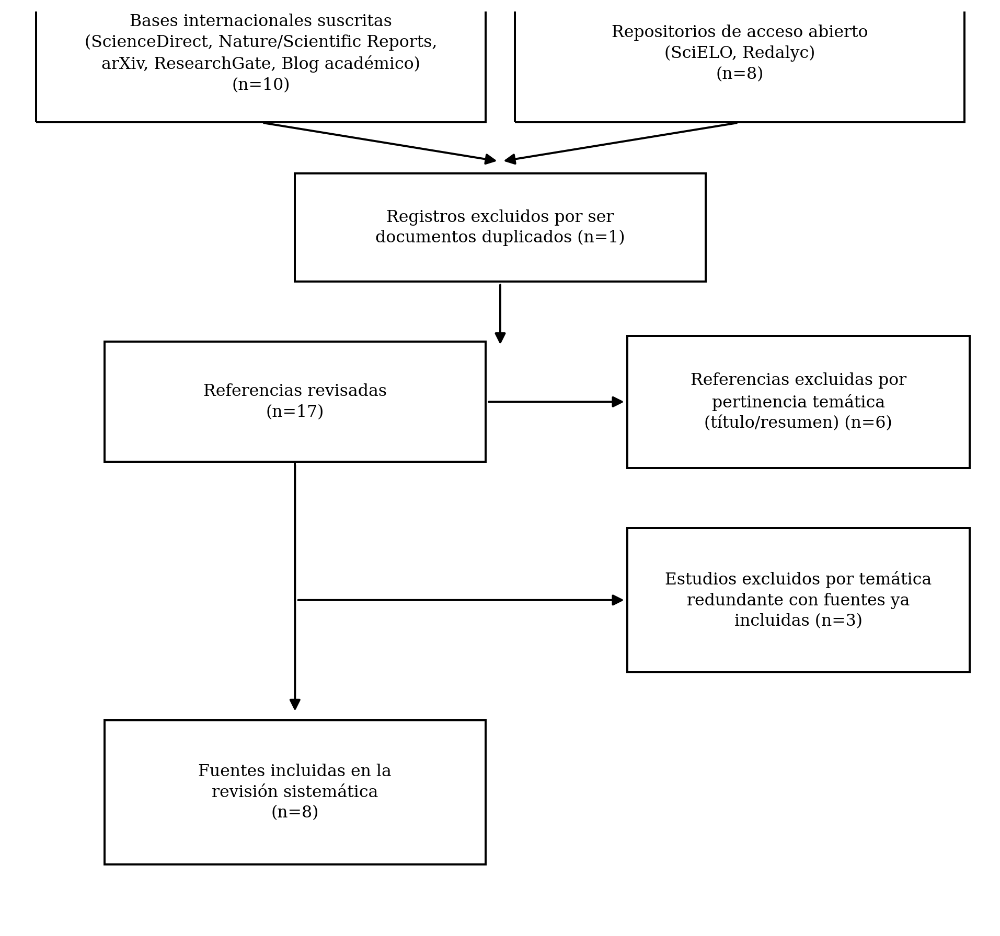 Bases internacionales suscritas
(ScienceDirect, Nature/Scientific Reports,
arXiv, ResearchGate, Blog académico)
(n=10)
Repositorios de acceso abierto
(SciELO, Redalyc)
(n=8)
Registros excluidos por ser
documentos duplicados (n=1)
Referencias revisadas
(n=17)
Referencias excluidas por
pertinencia temática
(título/resumen) (n=6)
Estudios excluidos por temática
redundante con fuentes ya
incluidas (n=3)
Fuentes incluidas en la
revisión sistemática
(n=8)